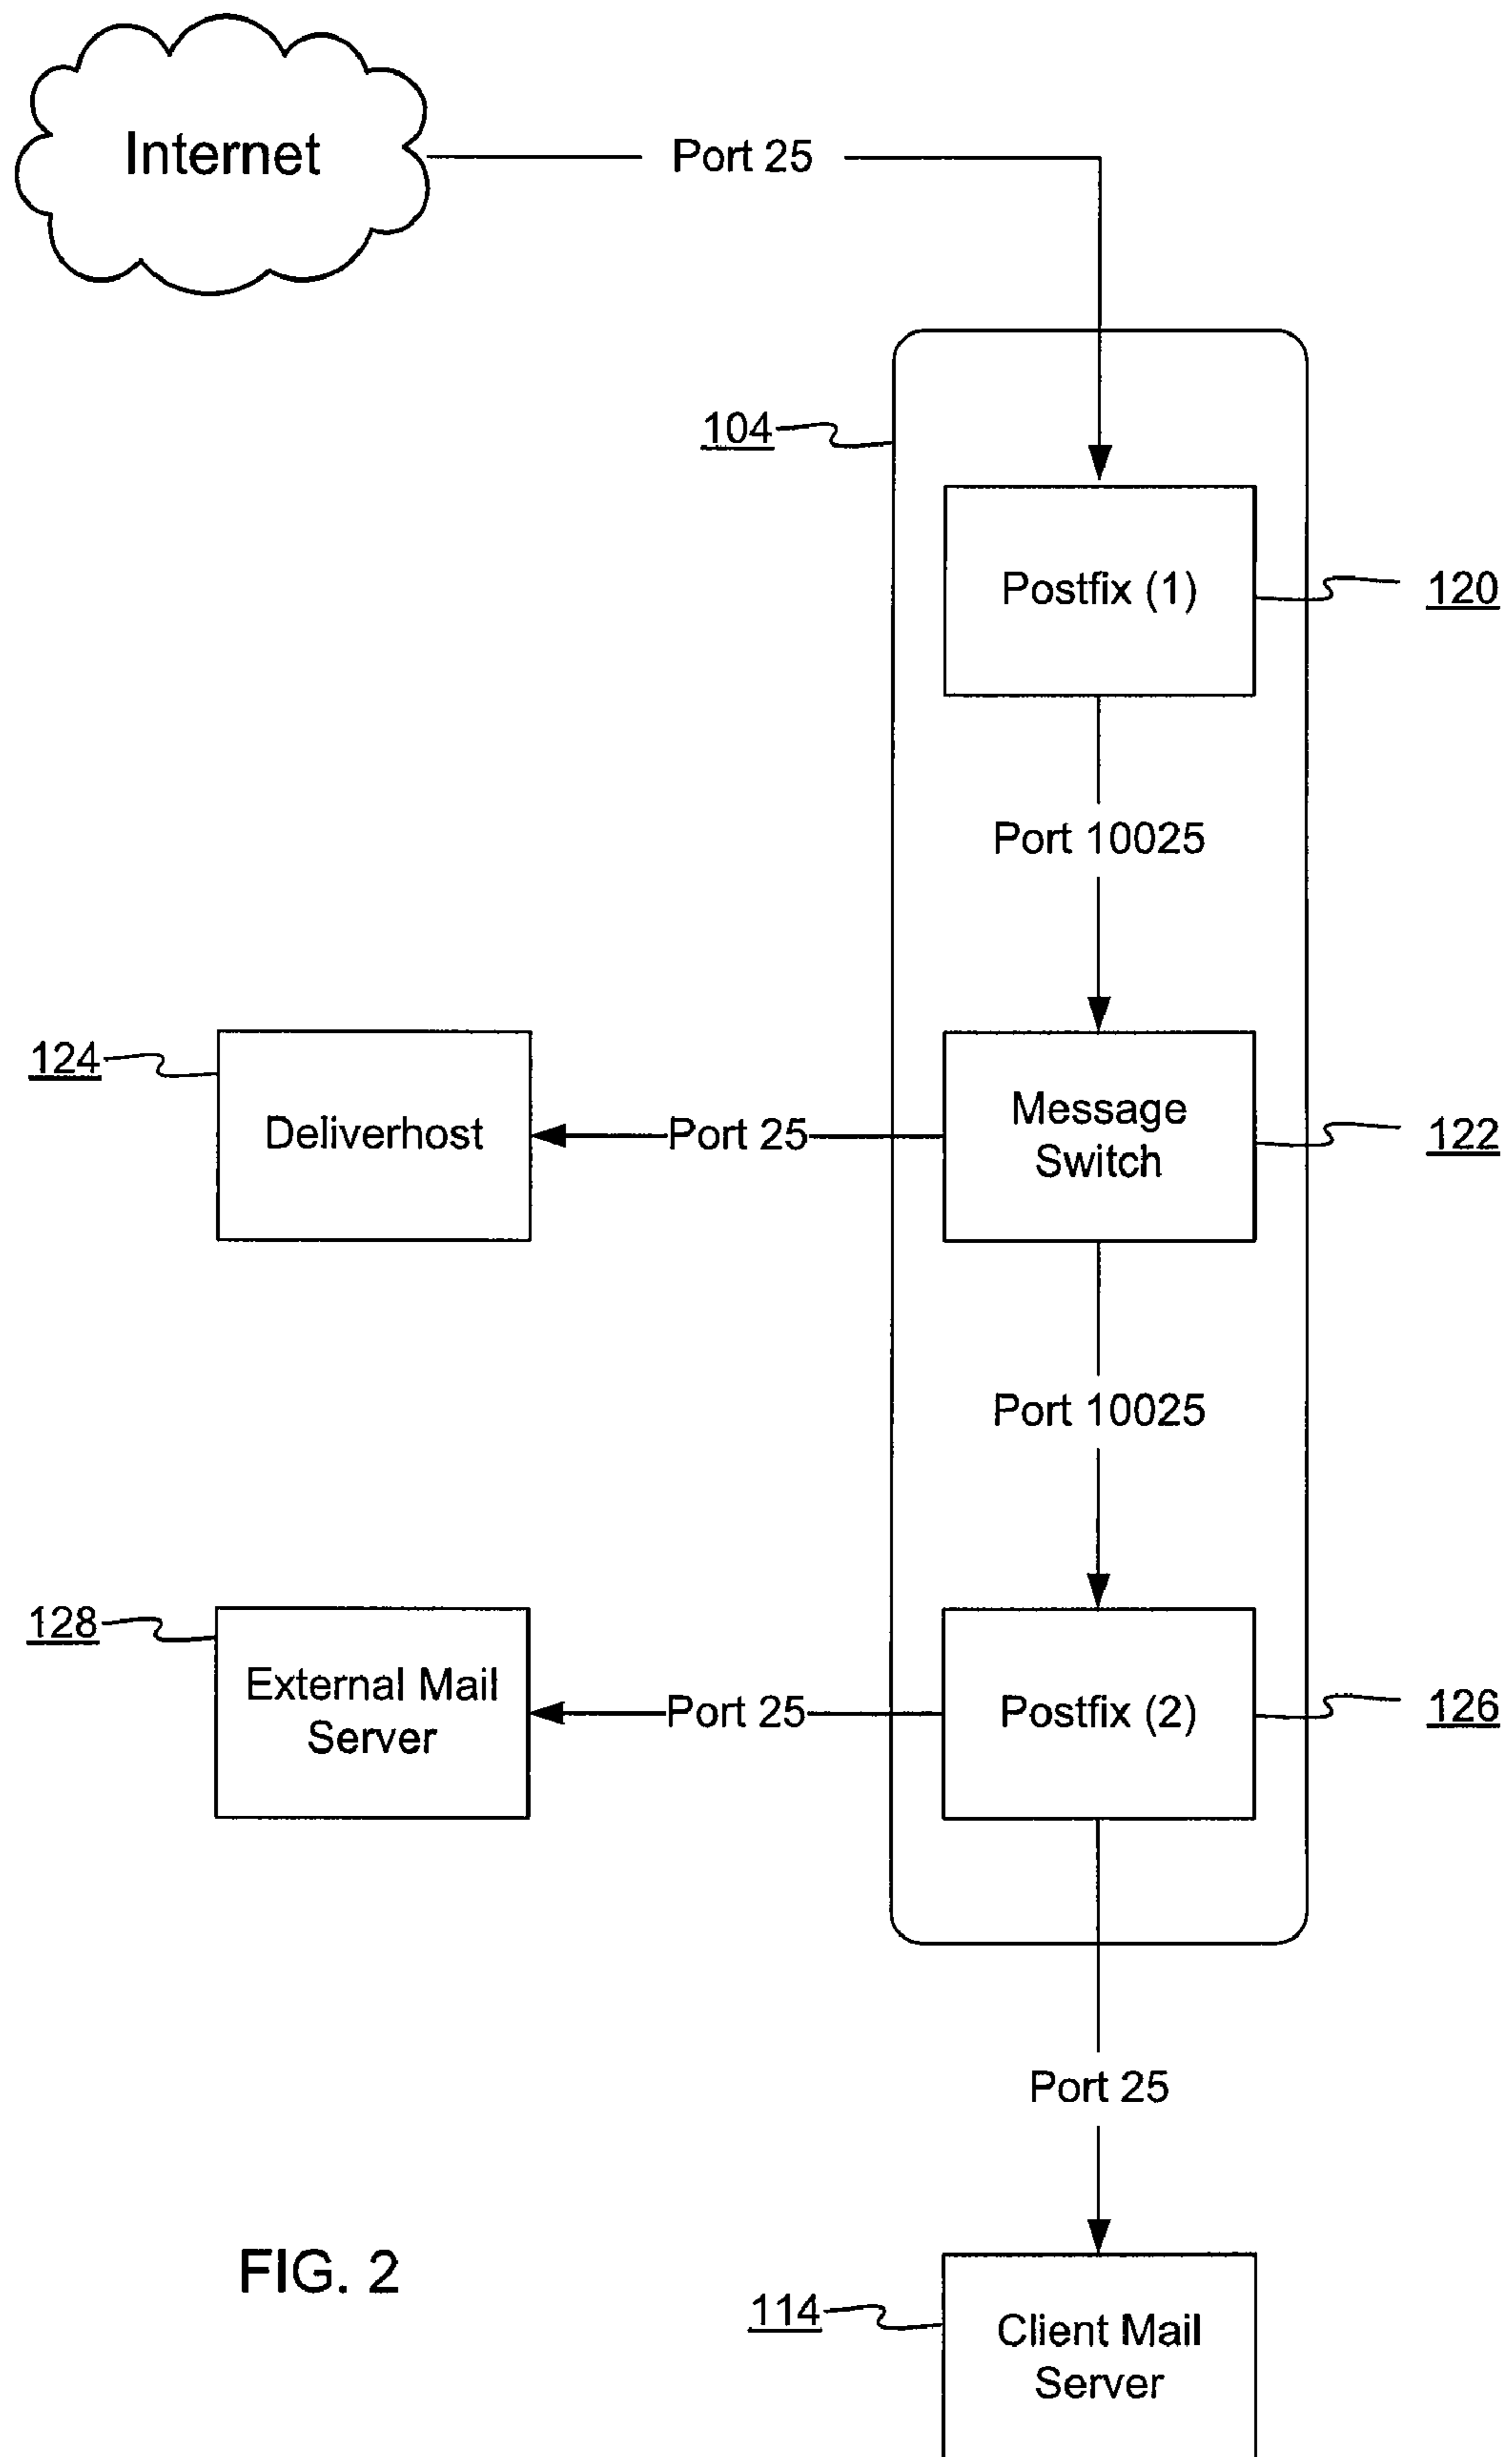 Internet
Port 25
104
Postfix (1)
120
Port 10025
124
Deliverhost
Port 25
Message
Switch
122
Port 10025
128
External Mail
Server
Port 25
Postfix (2)
126
Port 25
FIG. 2
114
Client Mail
Server